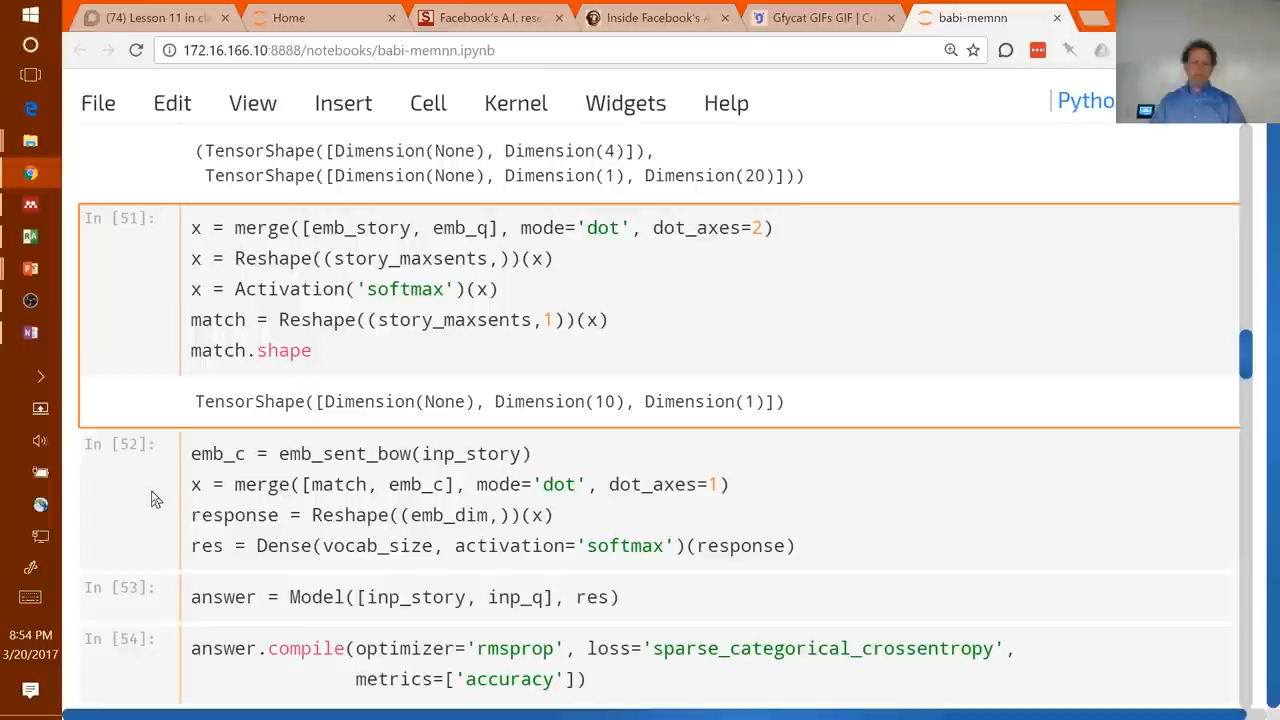 (74) Lesson 11 in cl
Home
Facebook's A.I. rese
Inside Facebook's A
Gfycat GIFs GIF | Cr
babi-memnn
172.16.166.10:8888/notebooks/babi-memnn.ipynb
File Edit View Insert Cell Kernel Widgets Help
Pytho
(TensorShape([Dimension(None), Dimension(4)]),
TensorShape([Dimension(None), Dimension(1), Dimension(20)]))
In [51]:
x = merge([emb_story, emb_q], mode='dot', dot_axes=2)
x = Reshape((story_maxsents,))(x)
x = Activation('softmax')(x)
match = Reshape((story_maxsents,1))(x)
match.shape
TensorShape([Dimension(None), Dimension(10), Dimension(1)])
In [52]:
emb_c = emb_sent_bow(inp_story)
x = merge([match, emb_c], mode='dot', dot_axes=1)
response = Reshape((emb_dim,))(x)
res = Dense(vocab_size, activation='softmax')(response)
In [53]:
answer = Model([inp_story, inp_q], res)
In [54]:
answer.compile(optimizer='rmsprop', loss='sparse_categorical_crossentropy',
metrics=['accuracy'])
8:54 PM
3/20/2017